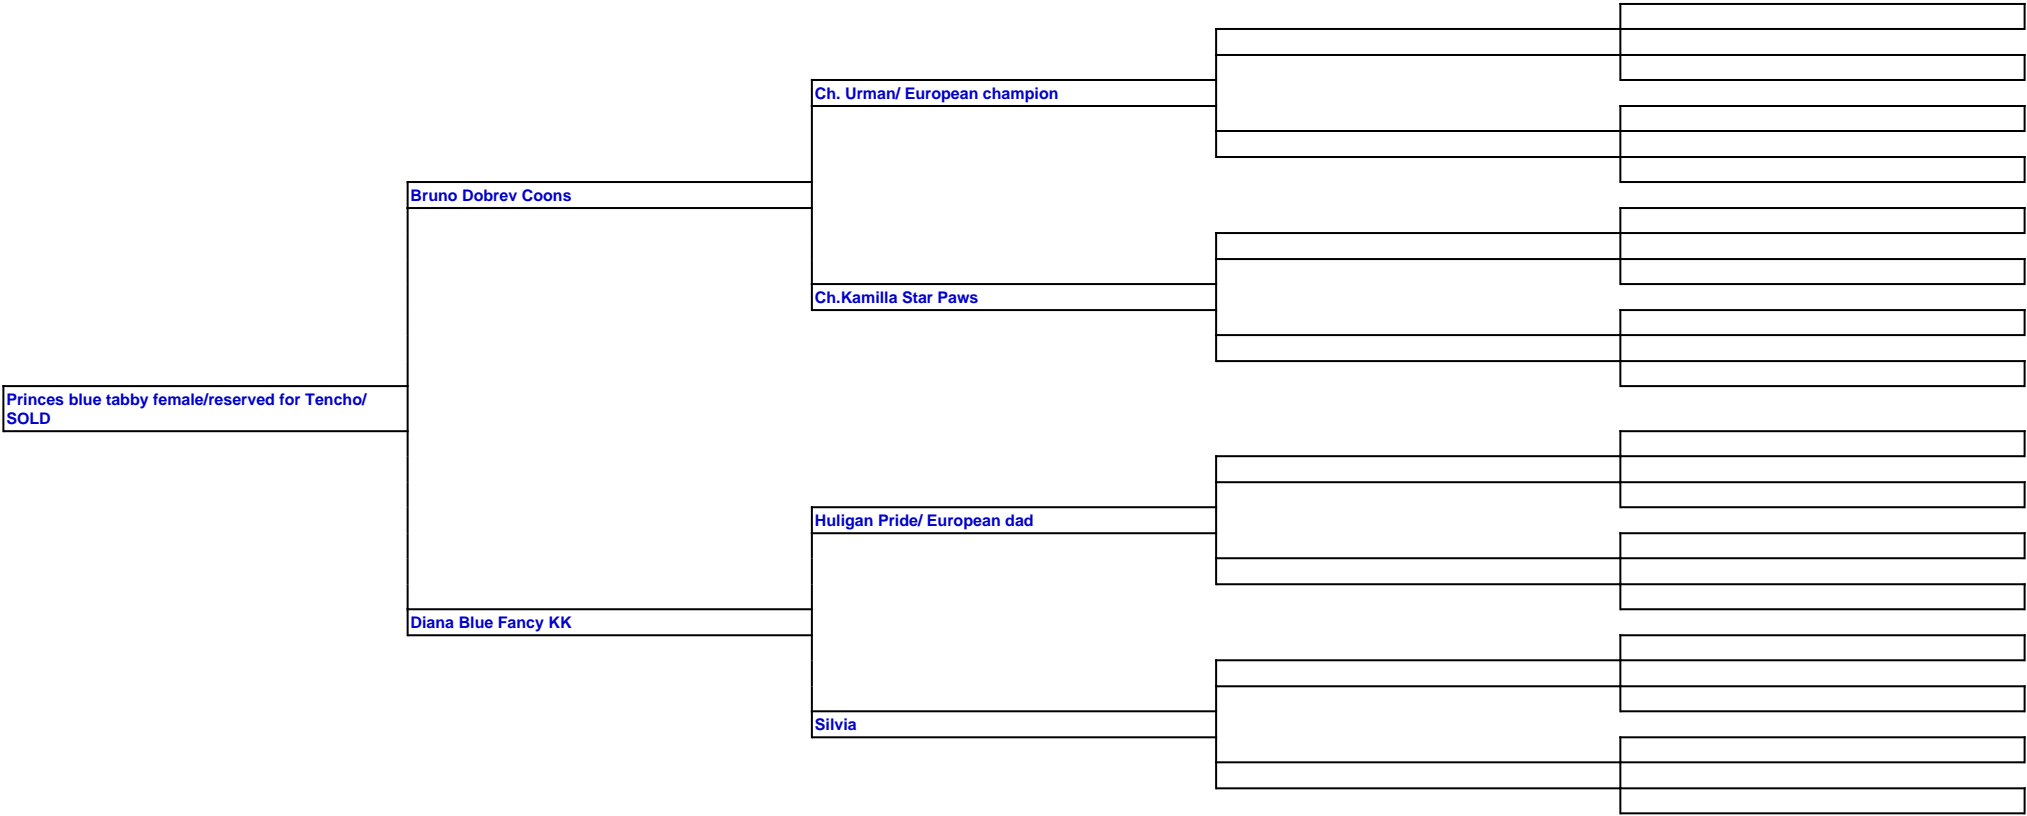 Ch. Urman/ European champion
Bruno Dobrev Coons
Ch.Kamilla Star Paws
Princes blue tabby female/reserved for Tencho/
SOLD
Huligan Pride/ European dad
Diana Blue Fancy KK
Silvia